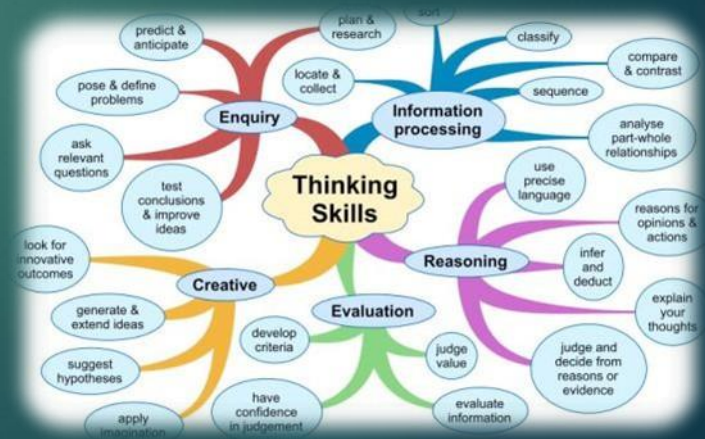 Thinking
Skills
Enquiry
predict &
anticipate
plan &
research
pose & define
problems
ask
relevant
questions
test
conclusions
& improve
ideas
Information
processing
sort
classify
locate &
collect
compare
& contrast
sequence
analyse
part-whole
relationships
Reasoning
use
precise
language
reasons for
opinions &
actions
infer
and
deduct
explain
your
thoughts
judge and
decide from
reasons or
evidence
Evaluation
develop
criteria
judge
value
have
confidence
in judgement
evaluate
information
Creative
look for
innovative
outcomes
generate &
extend ideas
suggest
hypotheses
apply
imagination